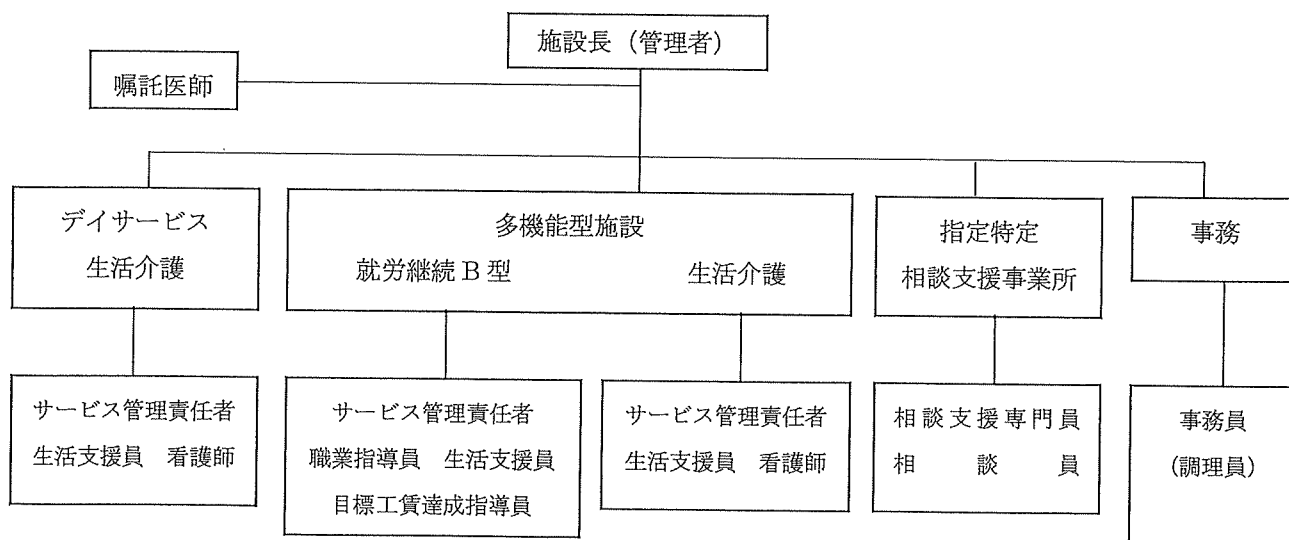 施設長（管理者）
嘱託医師
デイサービス
生活介護
多機能型施設
就労継続B型　生活介護
指定特定
相談支援事業所
事務
サービス管理責任者
生活支援員　看護師
サービス管理責任者
職業指導員　生活支援員
目標工賃達成指導員
サービス管理責任者
生活支援員　看護師
相談支援専門員
相談員
事務員
（調理員）